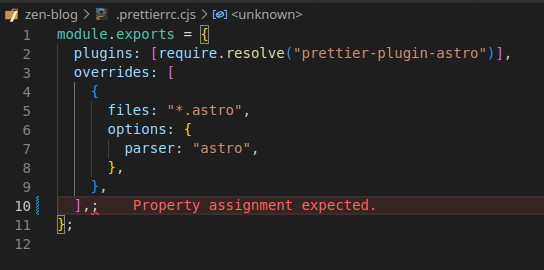 zen-blog > .prettierrc.cjs > <unknown>
1 module.exports = {
2 plugins: [require.resolve("prettier-plugin-astro")],
3 overrides: [
4 {
5 files: "*.astro",
6 options: {
7 parser: "astro",
8 },
9 },
10 ],; Property assignment expected.
11 };
12